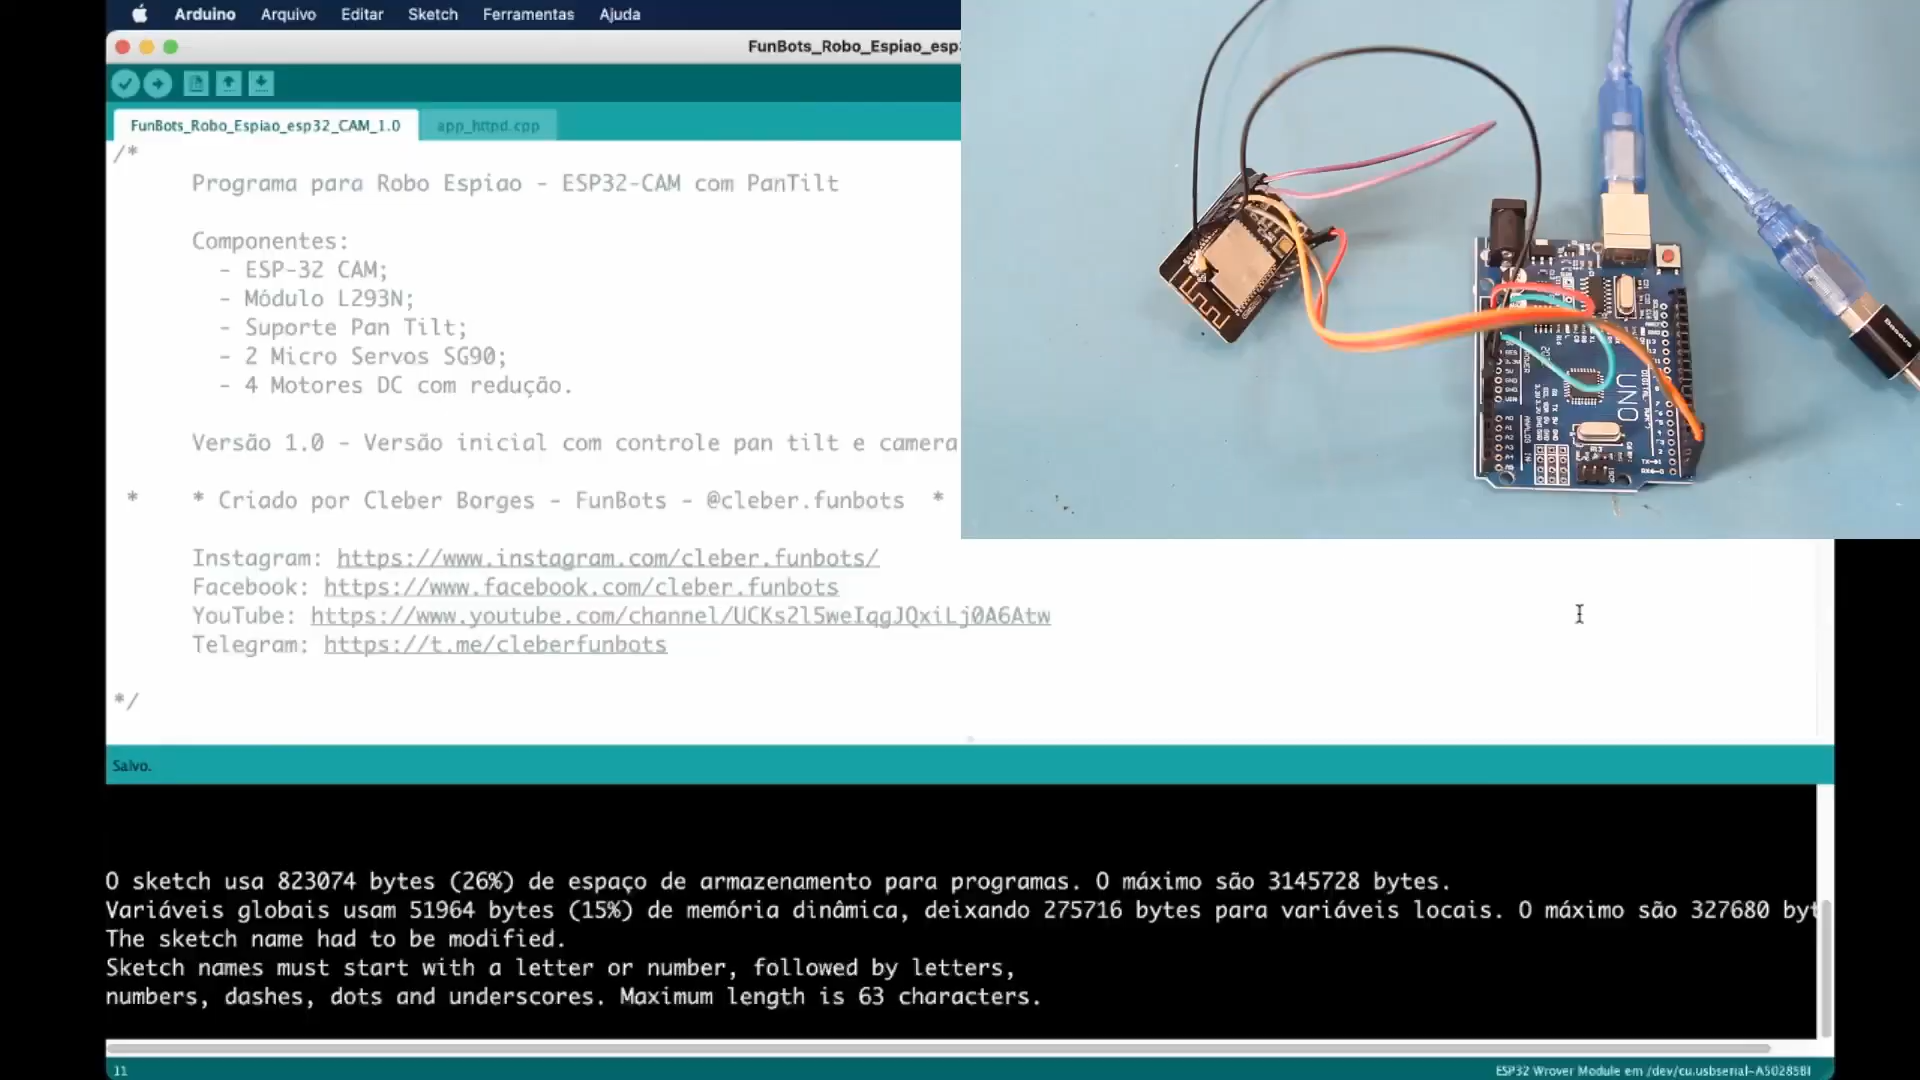 Arduino Arquivo Editar Sketch Ferramentas Ajuda
FunBots_Robo_Espiao_esp3
FunBots_Robo_Espiao_esp32_CAM_1.0 app_httpd.cpp
/*
Programa para Robo Espiao - ESP32-CAM com PanTilt
Componentes:
- ESP-32 CAM;
- Módulo L293N;
- Suporte Pan Tilt;
- 2 Micro Servos SG90;
- 4 Motores DC com redução.
Versão 1.0 - Versão inicial com controle pan tilt e camera
* * Criado por Cleber Borges - FunBots - @cleber.funbots *
Instagram: https://www.instagram.com/cleber.funbots/
Facebook: https://www.facebook.com/cleber.funbots
YouTube: https://www.youtube.com/channel/UCKs2l5weIqgJQxiLj0A6Atw
Telegram: https://t.me/cleberfunbots
*/
UNO
Baseus
Salvo.
O sketch usa 823074 bytes (26%) de espaço de armazenamento para programas. O máximo são 3145728 bytes.
Variáveis globais usam 51964 bytes (15%) de memória dinâmica, deixando 275716 bytes para variáveis locais. O máximo são 327680 byt
The sketch name had to be modified.
Sketch names must start with a letter or number, followed by letters,
numbers, dashes, dots and underscores. Maximum length is 63 characters.
11 ESP32 Wrover Module em /dev/cu.usbserial-A50285BI